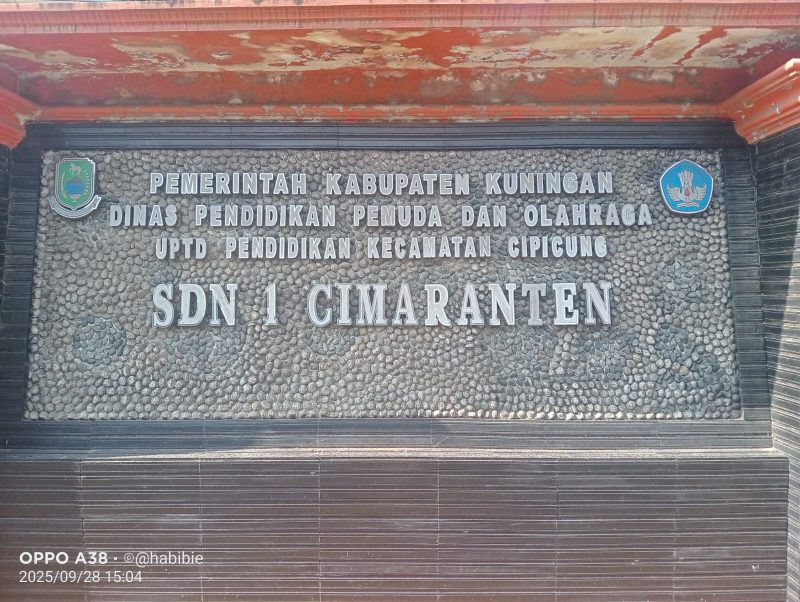 PEMERINTAH KABUPATEN KUNINGAN
DINAS PENDIDIKAN PEMUDA DAN OLAHRAGA
UPTD PENDIDIKAN KECAMATAN CIPICUNG
SDN 1 CIMARANTEN
OPPO A38 · ©@habibie
2025/09/28 15:04